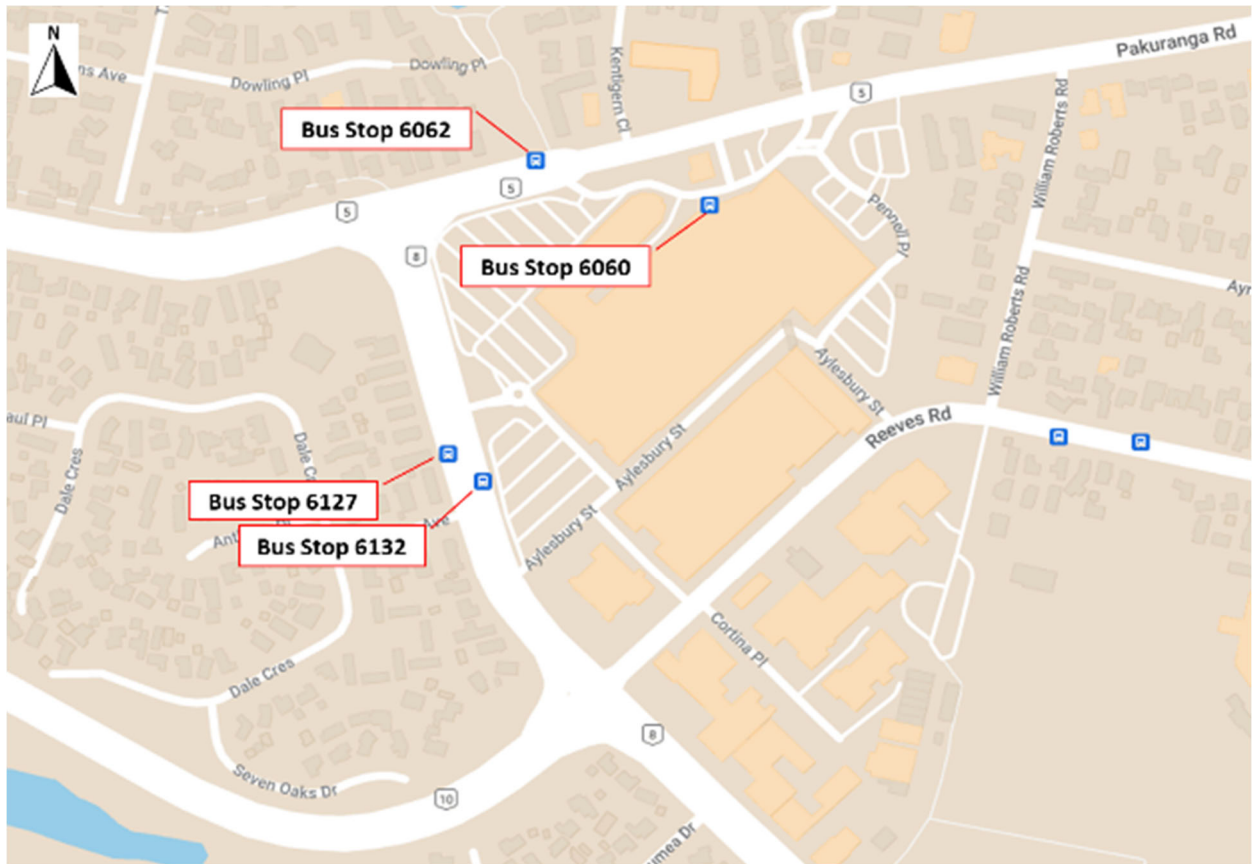 N
ns Ave
Dowling Pl
Dowling Pl
Kentigern Cl
Pakuranga Rd
5
Bus Stop 6062
William Roberts Rd
5
5
Pennell Pl
8
Bus Stop 6060
Ayr
William Roberts Rd
Aylesbury St
aul Pl
Reeves Rd
Dale Cres
Dale C
Aylesbury St
Bus Stop 6127
Ave
Ant
Bus Stop 6132
Aylesbury St
Cortina Pl
Dale Cres
8
Seven Oaks Dr
10
umea Dr